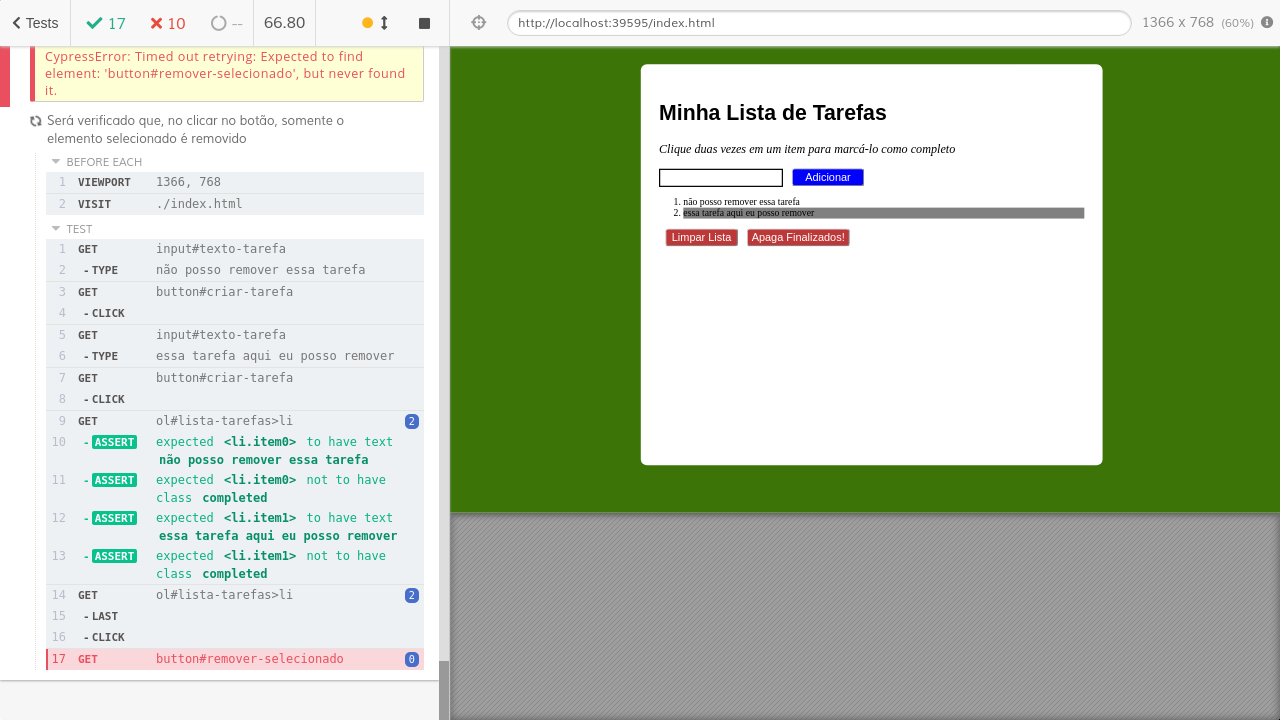 Tests
17
10
--
66.80
http://localhost:39595/index.html
1366 x 768 (60%)
CypressError: Timed out retrying: Expected to find
element: 'button#remover-selecionado', but never found
it.
Será verificado que, no clicar no botão, somente o
elemento selecionado é removido
BEFORE EACH
1 VIEWPORT 1366, 768
2 VISIT ./index.html
TEST
1 GET input#texto-tarefa
2 -TYPE não posso remover essa tarefa
3 GET button#criar-tarefa
4 -CLICK
5 GET input#texto-tarefa
6 -TYPE essa tarefa aqui eu posso remover
7 GET button#criar-tarefa
8 -CLICK
9 GET ol#lista-tarefas>li 2
10 -ASSERT expected <li.item0> to have text
não posso remover essa tarefa
11 -ASSERT expected <li.item0> not to have
class completed
12 -ASSERT expected <li.item1> to have text
essa tarefa aqui eu posso remover
13 -ASSERT expected <li.item1> not to have
class completed
14 GET ol#lista-tarefas>li 2
15 -LAST
16 -CLICK
17 GET button#remover-selecionado 0
Minha Lista de Tarefas
Clique duas vezes em um item para marcá-lo como completo
Adicionar
1. não posso remover essa tarefa
2. essa tarefa aqui eu posso remover
Limpar Lista Apaga Finalizados!